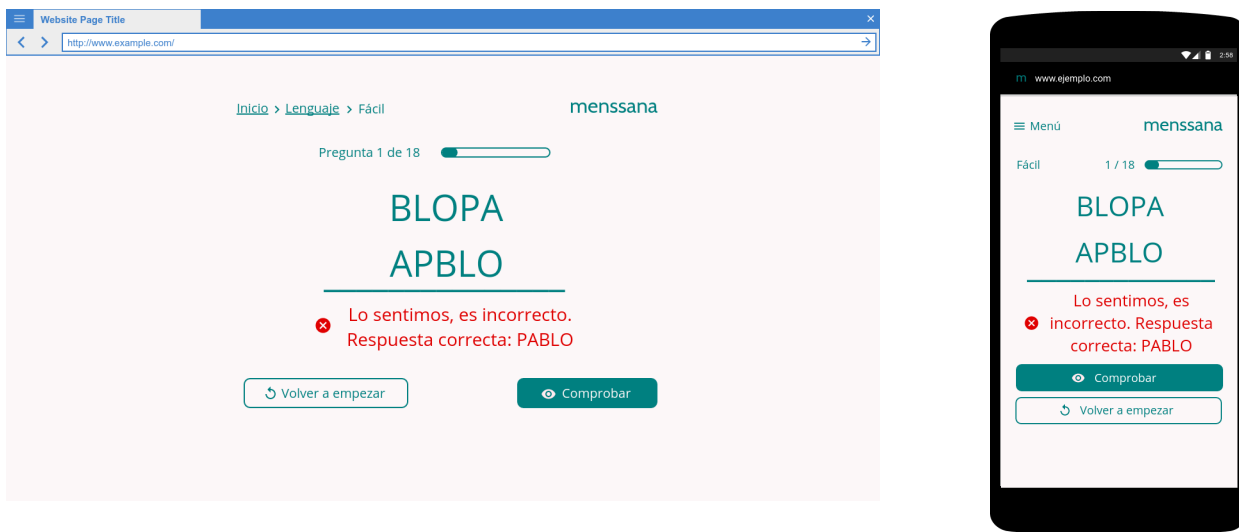 Website Page Title
http://www.example.com/
Inicio > Lenguaje > Fácil
menssana
Pregunta 1 de 18
BLOPA
APBLO
Lo sentimos, es incorrecto.
Respuesta correcta: PABLO
Volver a empezar
Comprobar
2:58
m www.ejemplo.com
Menú
menssana
Fácil
1 / 18
BLOPA
APBLO
Lo sentimos, es
incorrecto. Respuesta
correcta: PABLO
Comprobar
Volver a empezar